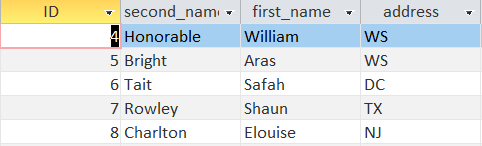 ID second_name first_name address
4 Honorable William WS
5 Bright Aras WS
6 Tait Safah DC
7 Rowley Shaun TX
8 Charlton Elouise NJ